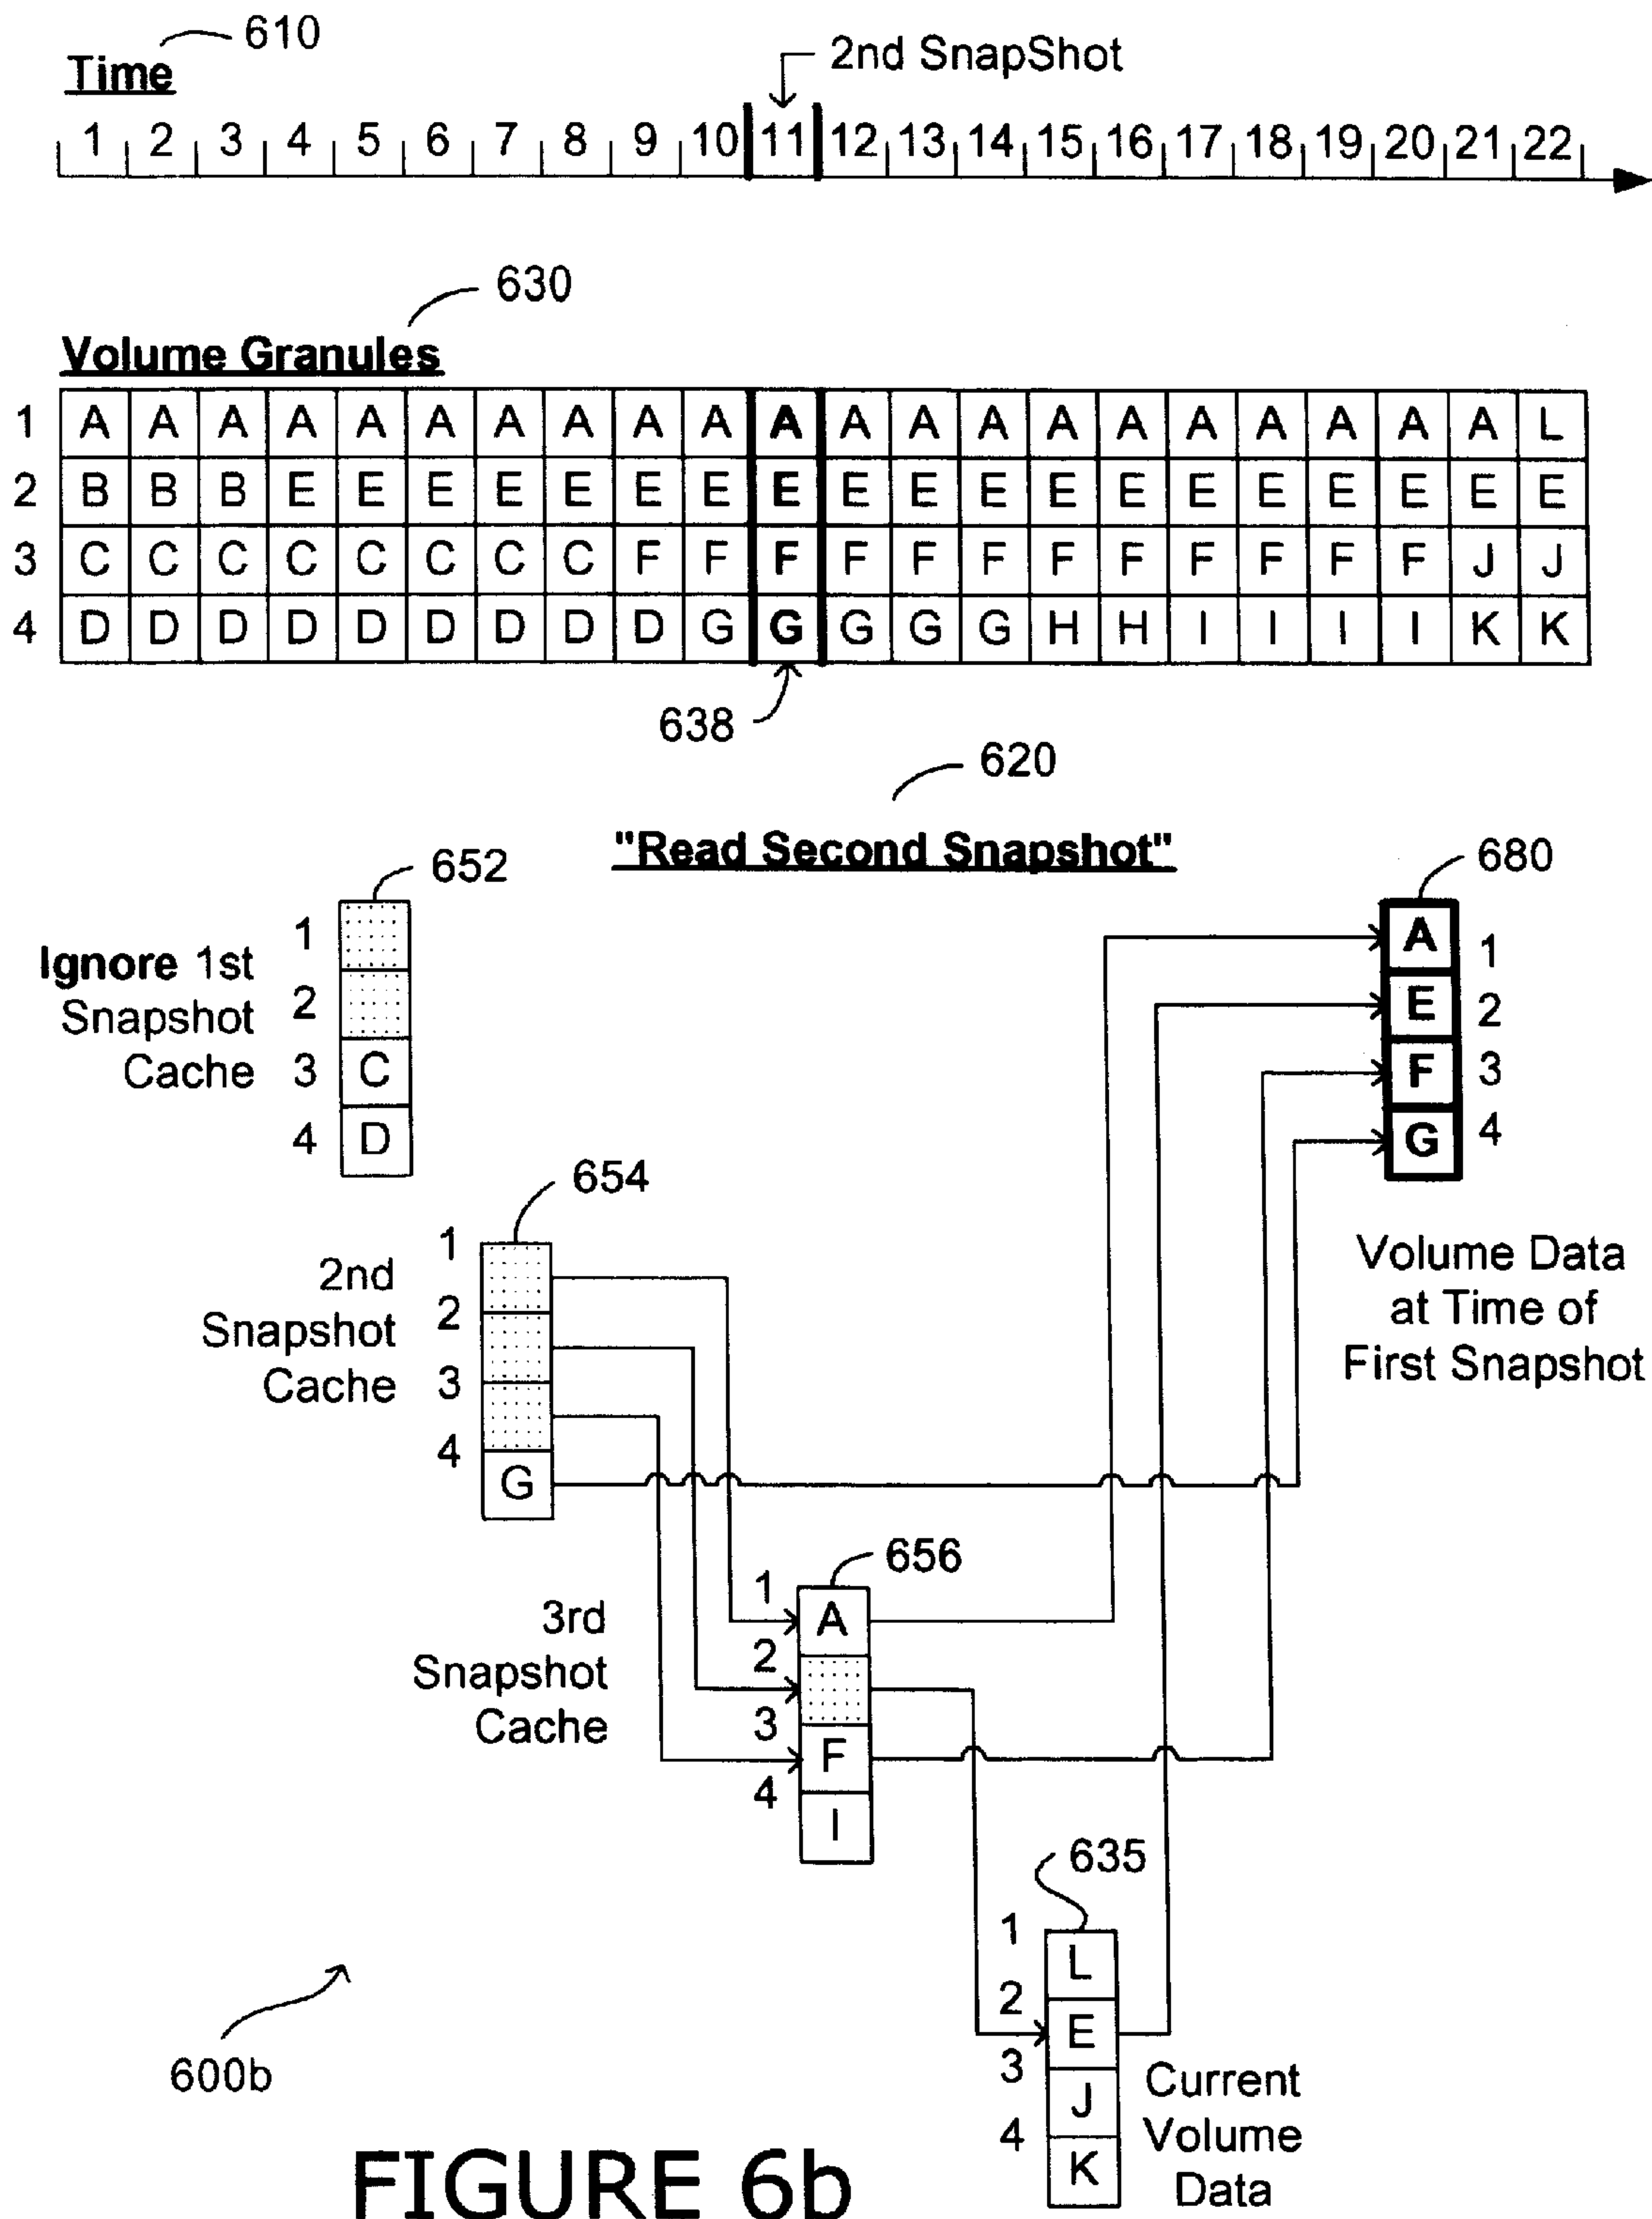 610
Time
2nd SnapShot
1 2 3 4 5 6 7 8 9 10 11 12 13 14 15 16 17 18 19 20 21 22
630
Volume Granules
1 A A A A A A A A A A A A A A A A A A A A A L
2 B B B E E E E E E E E E E E E E E E E E E E
3 C C C C C C C C F F F F F F F F F F F F J J
4 D D D D D D D D D G G G G G H H I I I I K K
638
620
"Read Second Snapshot"
652
Ignore 1st
Snapshot
Cache
1
2
3 C
4 D
680
A 1
E 2
F 3
G 4
Volume Data
at Time of
First Snapshot
654
2nd
Snapshot
Cache
1
2
3
4
G
656
3rd
Snapshot
Cache
1
A
2
3
F
4
I
635
1
L
2
E
3
J
4
K
Current
Volume
Data
600b
FIGURE 6b